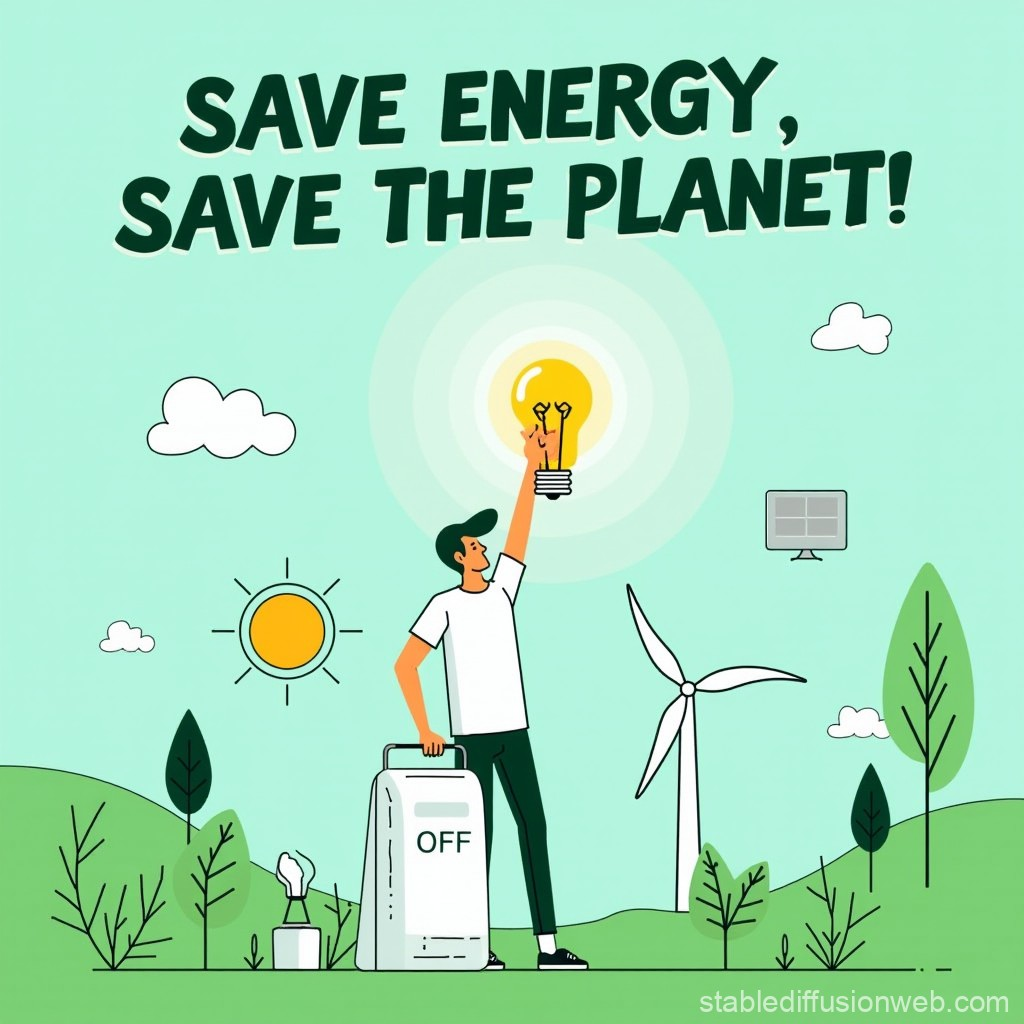 SAVE ENERGY,
SAVE THE PLANET!
OFF
stablediffusionweb.com